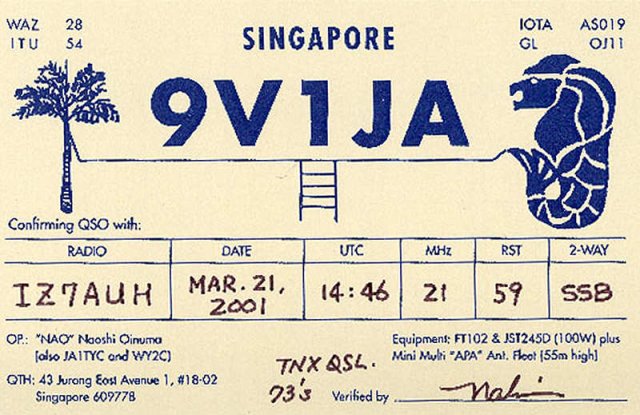 WAZ 28
ITU 54
SINGAPORE
IOTA AS019
GL OJ11
9V1JA
Confirming QSO with:
RADIO DATE UTC MHz RST 2-WAY
IZ7AUH MAR. 21, 2001 14:46 21 59 SSB
OP.: "NAO" Naoshi Oinuma
(also JA1TYC and WY2C)
QTH: 43 Jurong East Avenue 1, #18-02
Singapore 609778
Equipment: FT102 & JST245D (100W) plus
Mini Multi "APA" Ant. Fleet (55m high)
TNX QSL.
73's
Verified by